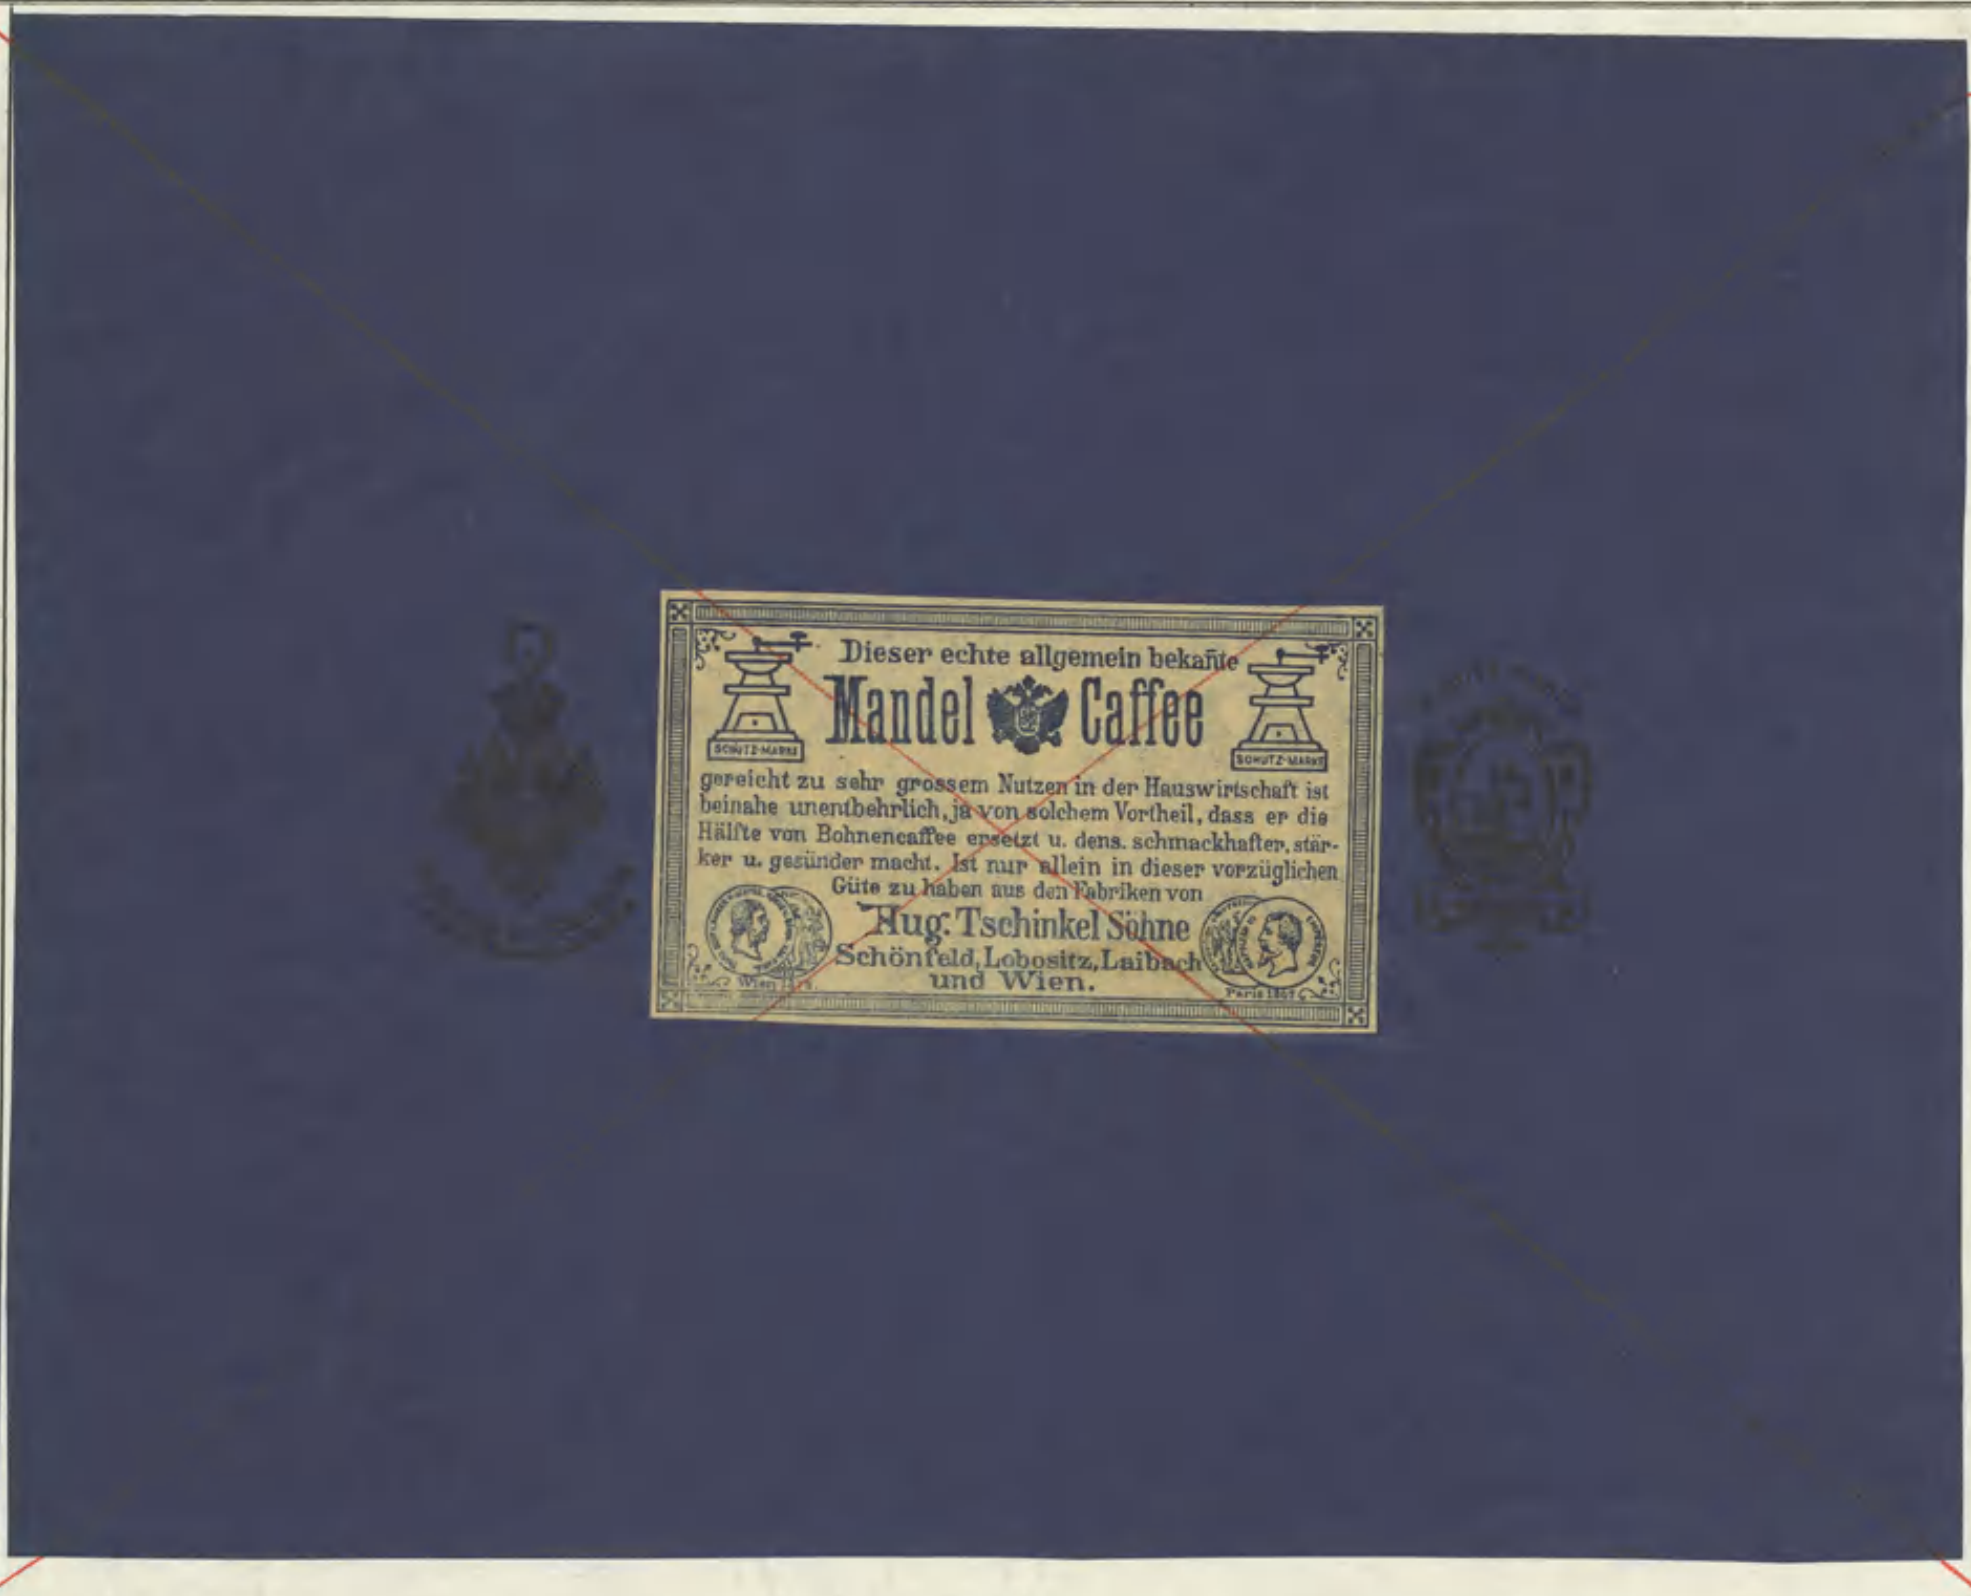 Dieser echte allgemein bekañte
Mandel Caffee
SCHUTZ-MARKE
SCHUTZ-MARKE
gereicht zu sehr grossem Nutzen in der Hauswirtschaft ist
beinahe unentbehrlich, ja von solchem Vortheil, dass er die
Hälfte von Bohnencaffee ersetzt u. dens. schmackhafter, stär-
ker u. gesünder macht. Ist nur allein in dieser vorzüglichen
Güte zu haben aus den Fabriken von
Aug. Tschinkel Söhne
Schönfeld, Lobositz, Laibach
und Wien.
Wien
Paris 1867